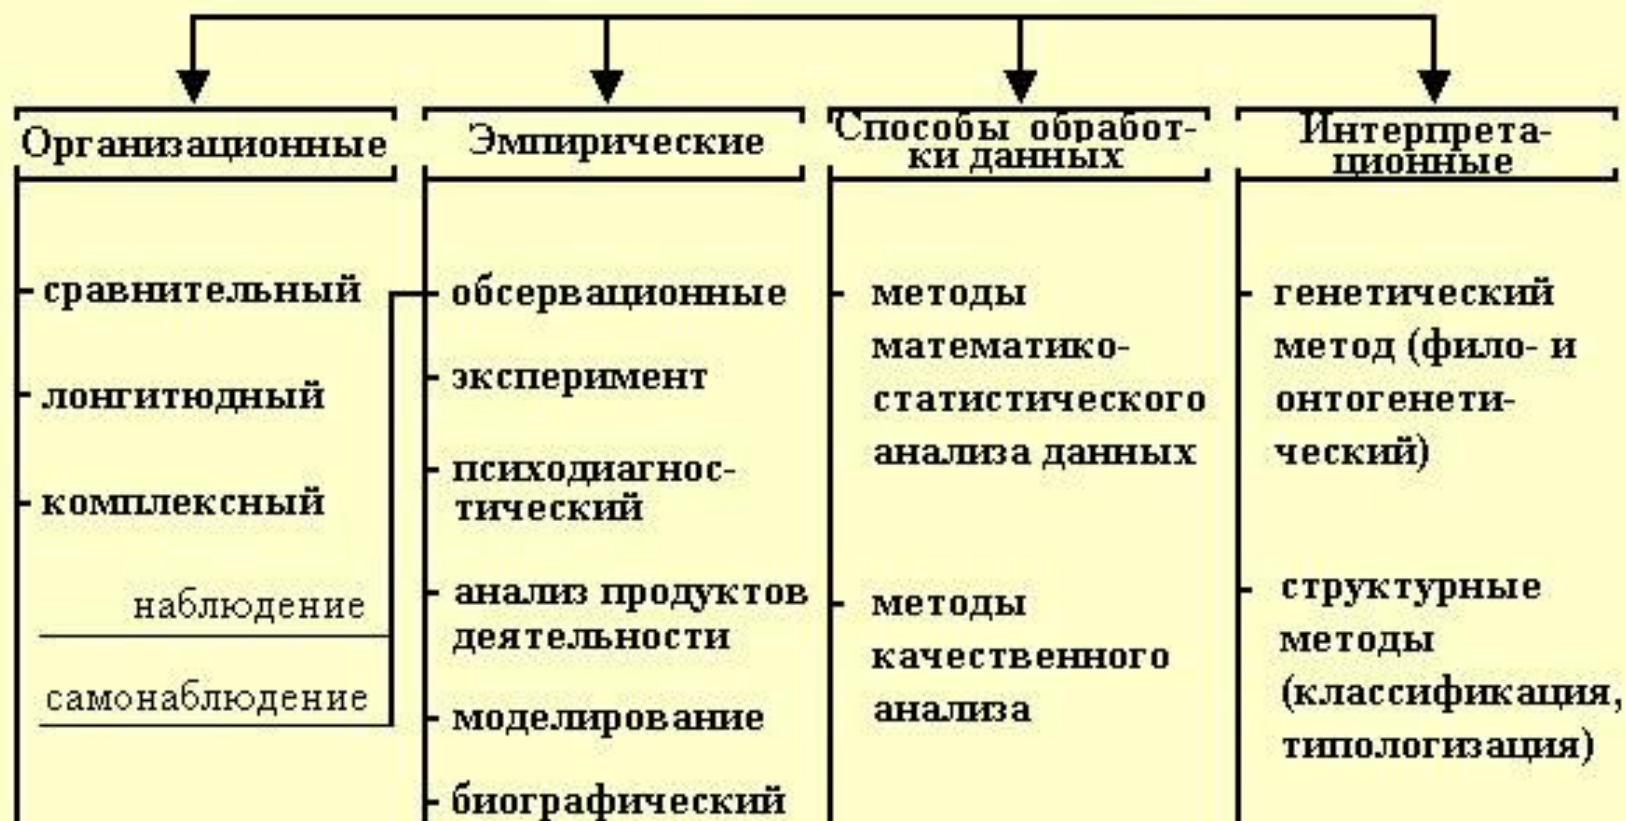 Организационные
сравнительный
лонгитюдный
комплексный
наблюдение
самонаблюдение
Эмпирические
обсервационные
эксперимент
психодиагнос-
тический
анализ продуктов
деятельности
моделирование
биографический
Способы обработ-
ки данных
методы
математико-
статистического
анализа данных
методы
качественного
анализа
Интерпрета-
ционные
генетический
метод (фило- и
онтогенети-
ческий)
структурные
методы
(классификация,
типологизация)